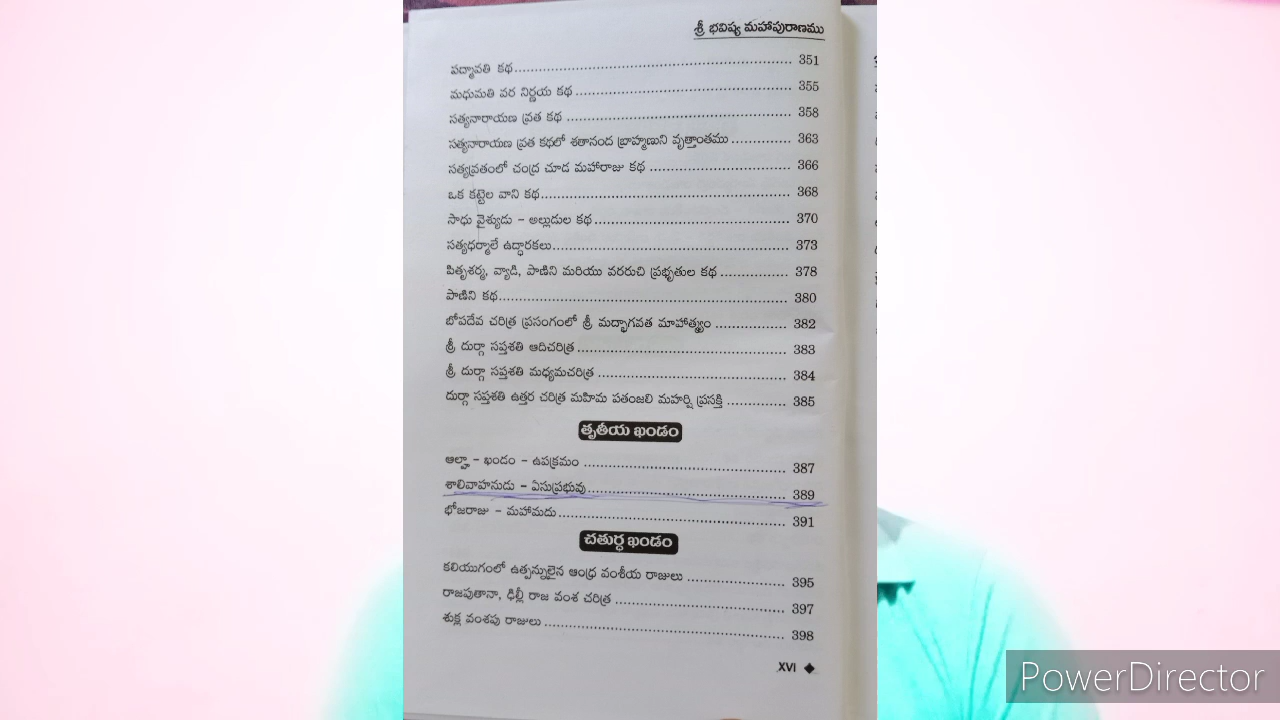 శ్రీ భవిష్య మహాపురాణము
పద్మావతి కథ ........ 351
మధుమతి వర నిర్ణయ కథ ........ 355
సత్యనారాయణ వ్రత కథ ........ 358
సత్యనారాయణ వ్రత కథలో శతానంద బ్రాహ్మణుని వృత్తాంతము ........ 363
సత్యవ్రతంలో చంద్ర చూడ మహారాజు కథ ........ 366
ఒక కట్టెల వాని కథ ........ 368
సాధు వైశ్యుడు - అల్లుడుల కథ ........ 370
సత్యధర్మాలే ఉద్ధారకలు ........ 373
పితృశర్మ, వ్యాడి, పాణిని మరియు వరరుచి ప్రభృతుల కథ ........ 378
పాణిని కథ ........ 380
బోపదేవ చరిత్ర ప్రసంగంలో శ్రీ మద్భాగవత మాహాత్మ్యం ........ 382
శ్రీ దుర్గా సప్తశతి ఆదిచరిత్ర ........ 383
శ్రీ దుర్గా సప్తశతి మధ్యమచరిత్ర ........ 384
దుర్గా సప్తశతి ఉత్తర చరిత్ర మహిమ పతంజలి మహర్షి ప్రసక్తి ........ 385
తృతీయ ఖండం
ఆల్హా - ఖండం - ఉపక్రమం ........ 387
శాలివాహనుడు - ఏసుప్రభువు ........ 389
భోజరాజు - మహామదు ........ 391
చతుర్ధ ఖండం
కలియుగంలో ఉత్పన్నులైన ఆంధ్ర వంశీయ రాజులు ........ 395
రాజపుతానా, ఢిల్లీ రాజ వంశ చరిత్ర ........ 397
శుక్ల వంశపు రాజులు ........ 398
XVI ◆
PowerDirector